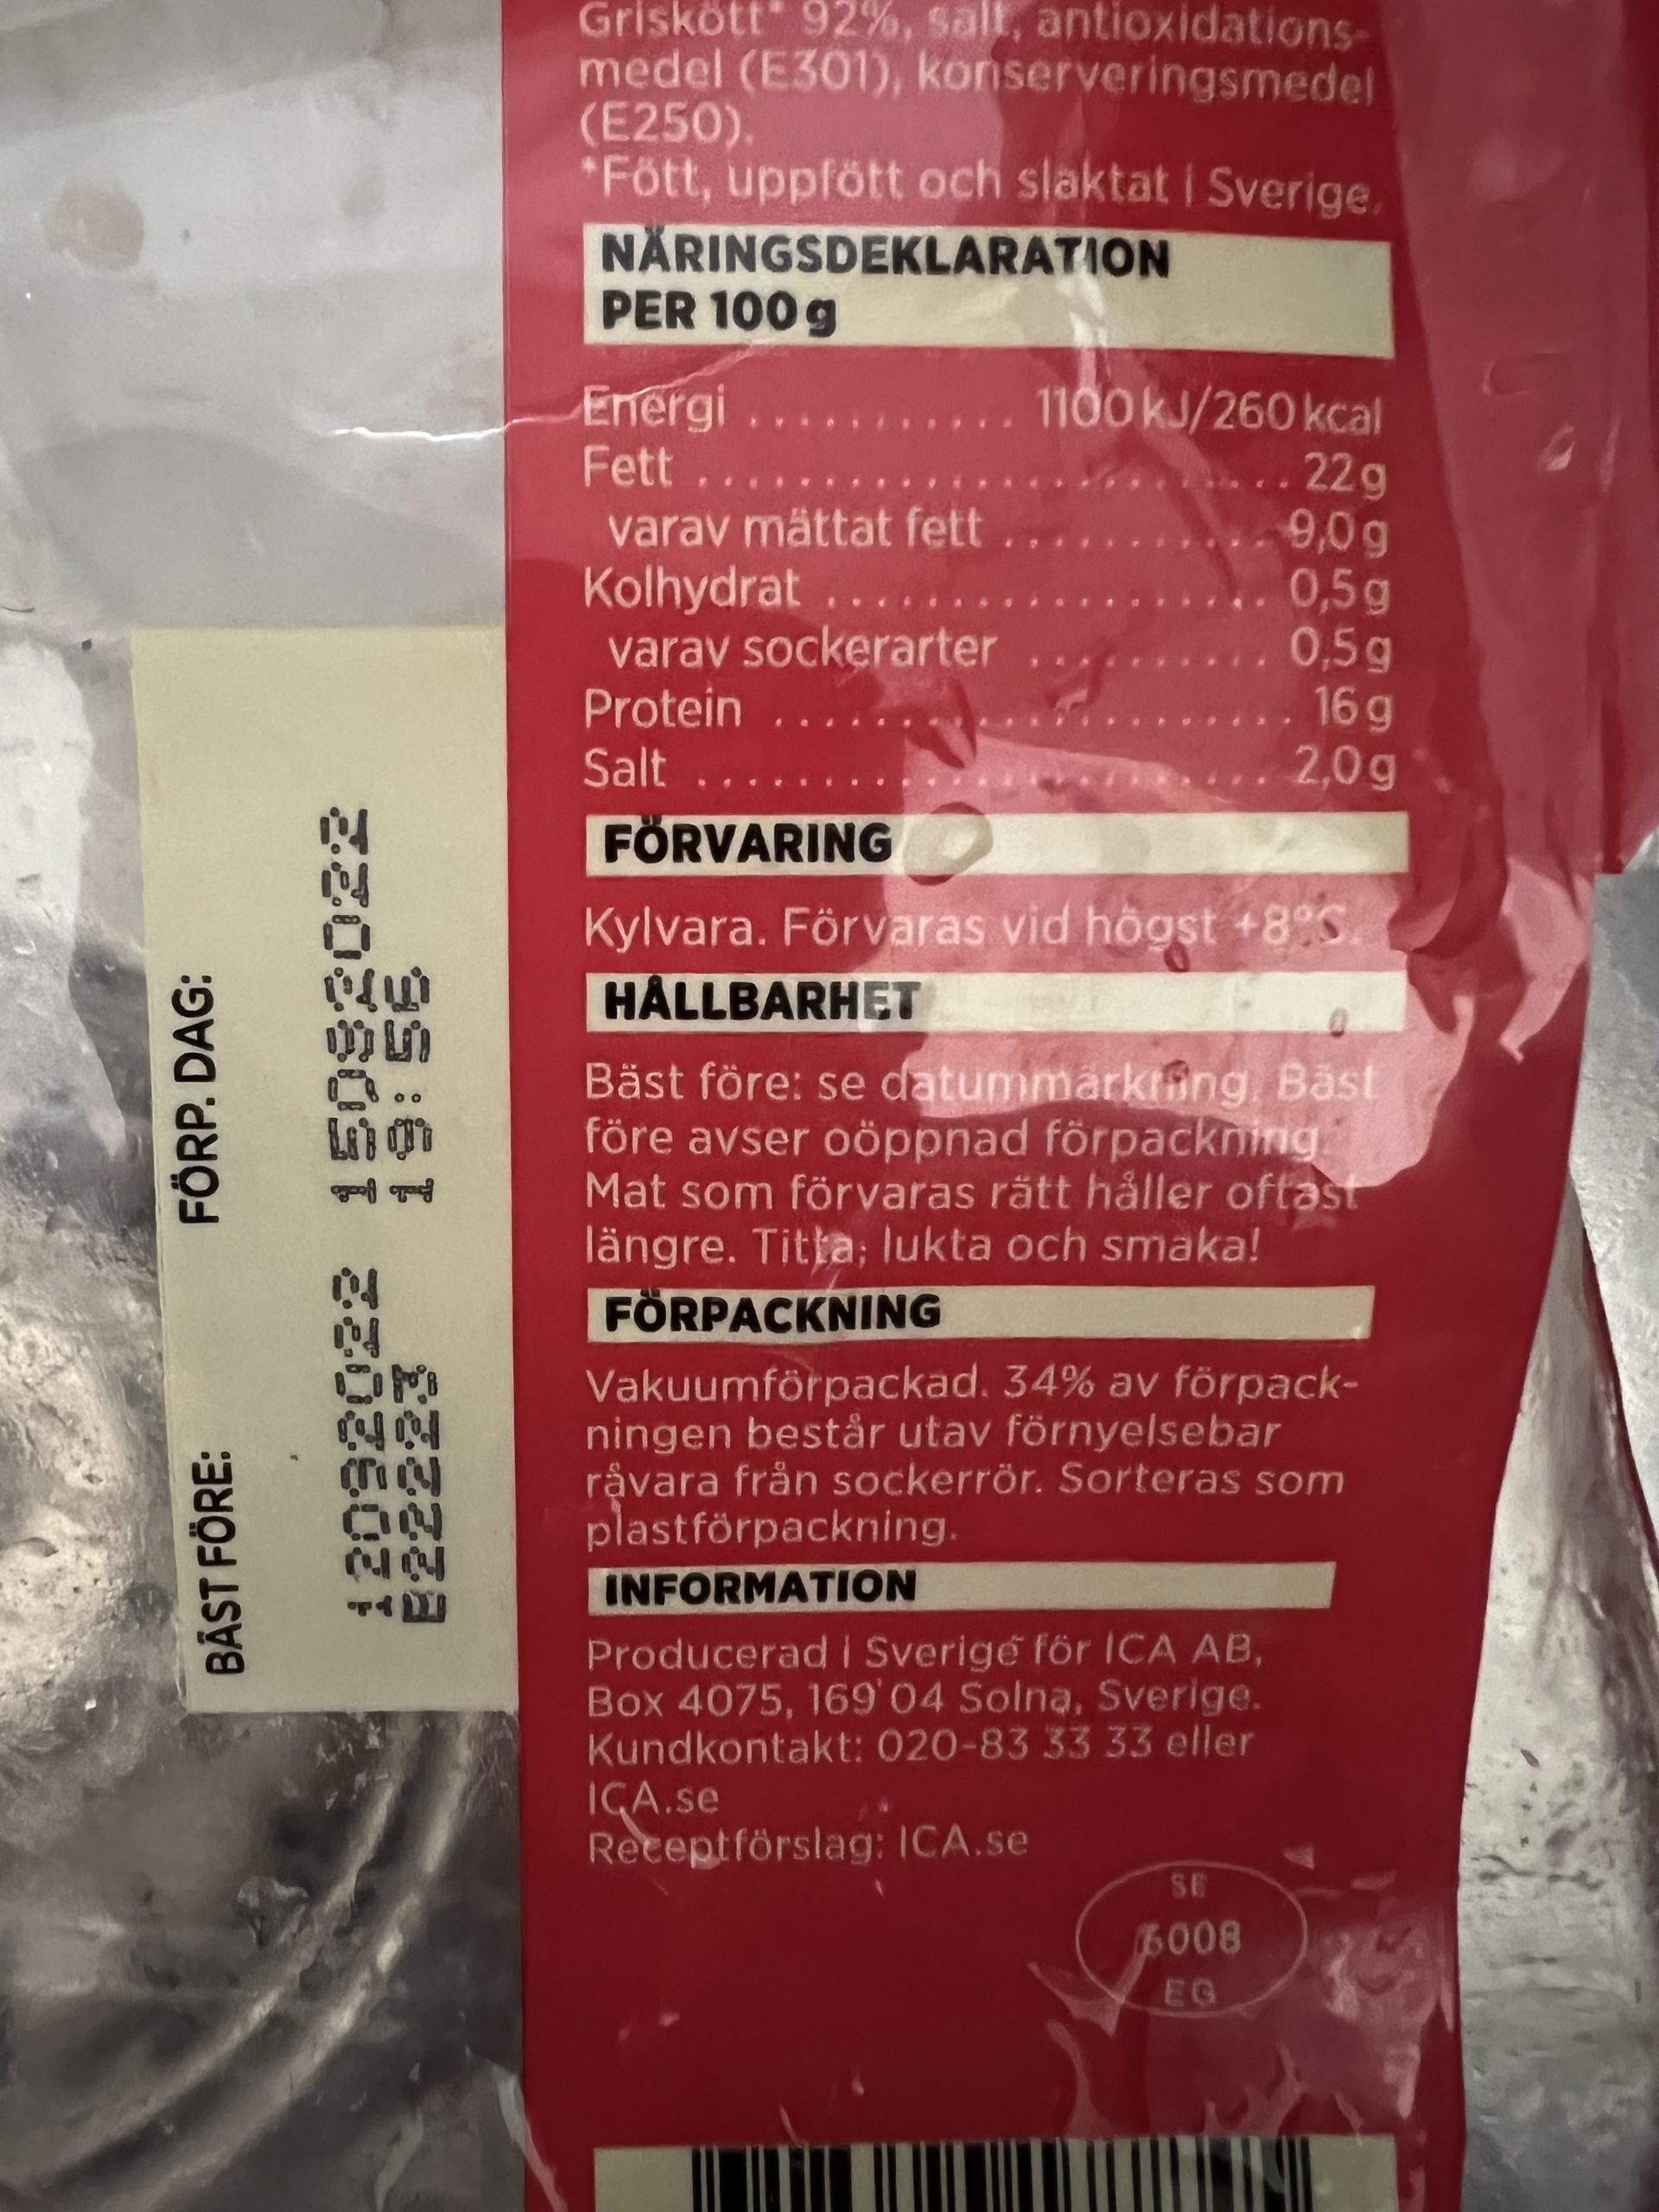 Griskött* 92%, salt, antioxidations-
medel (E301), konserveringsmedel
(E250).
*Fött, uppfött och slaktat i Sverige.
NÄRINGSDEKLARATION
PER 100 g
Energi ........... 1100 kJ/260 kcal
Fett ........................ 22 g
varav mättat fett ........... 9,0 g
Kolhydrat .................. 0,5 g
varav sockerarter .......... 0,5 g
Protein ...................... 16 g
Salt ....................... 2,0 g
FÖRVARING
Kylvara. Förvaras vid högst +8°C.
HÅLLBARHET
Bäst före: se datummärkning. Bäst
före avser oöppnad förpackning.
Mat som förvaras rätt håller oftast
längre. Titta, lukta och smaka!
FÖRPACKNING
Vakuumförpackad. 34% av förpack-
ningen består utav förnyelsebar
råvara från sockerrör. Sorteras som
plastförpackning.
INFORMATION
Producerad i Sverige för ICA AB,
Box 4075, 169 04 Solna, Sverige.
Kundkontakt: 020-83 33 33 eller
ICA.se
Receptförslag: ICA.se
SE
6008
EG
BÄST FÖRE: FÖRP. DAG:
12092022 15082022
E22223